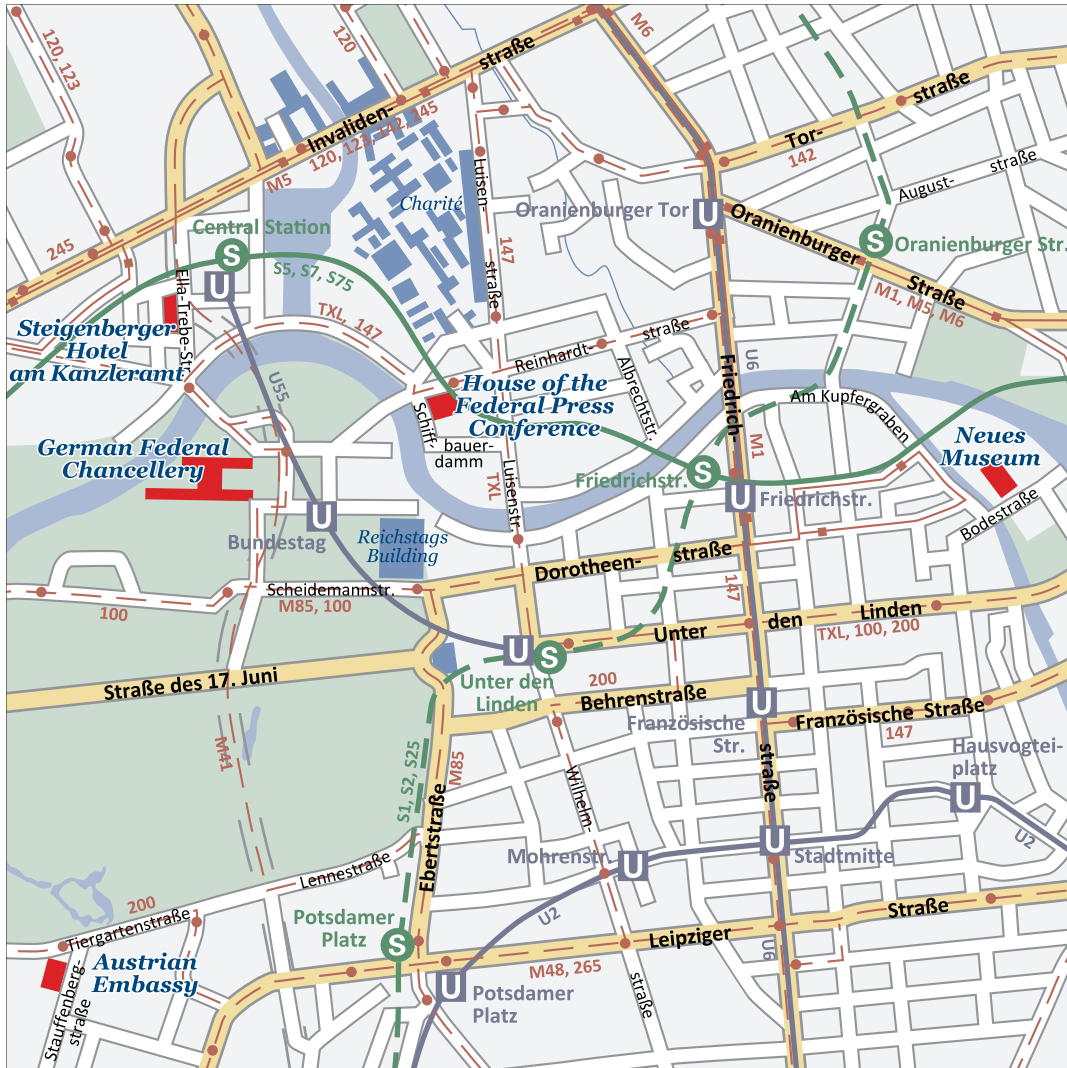 120, 123
120
M6
straße
straße
Invaliden-
120, 123, 142, 245
M5
Tor-
142
straße
August-
Luisen-
Charité
Oranienburger Tor
U
Oranienburger
Straße
S
Oranienburger Str.
M1, M5, M6
Central Station
S
S5, S7, S75
245
147
straße
U
Ella-Trebe-Str.
TXL, 147
Steigenberger
Hotel
am Kanzleramt
straße
Reinhardt-
Albrechtstr.
U6
Friedrich-
U55
House of the
Federal Press
Conference
Schiff-
bauer-
damm
Am Kupfergraben
Neues
Museum
German Federal
Chancellery
M1
Luisenstr.
TXL
Friedrichstr.
S
U
Friedrichstr.
Bodestraße
U
Bundestag
Reichstags
Building
Dorotheen-
straße
Scheidemannstr.
M85, 100
100
147
Unter
den
Linden
TXL, 100, 200
U
S
Unter den
Linden
200
Straße des 17. Juni
Behrenstraße
U
Französische
Str.
Französische
Straße
147
M41
S1, S2, S25
M85
Ebertstraße
Wilhelm-
straße
Hausvogtei-
platz
U
U2
Mohrenstr.
U
U
Stadtmitte
Lennestraße
200
Tiergartenstraße
Potsdamer
Platz
S
U2
Leipziger
Straße
U6
M48, 265
Austrian
Embassy
Stauffenberg-
straße
U
Potsdamer
Platz
straße